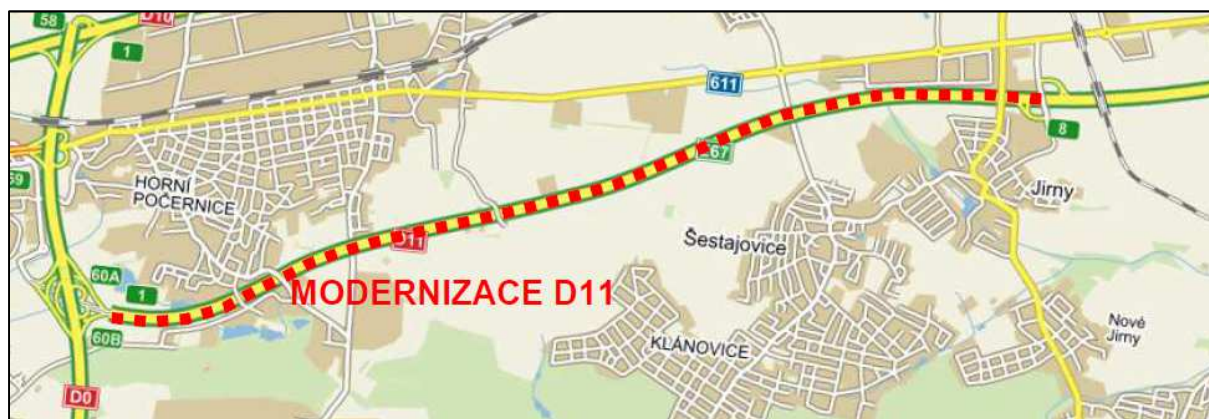 58
D10
1
611
E67
8
59
HORNÍ
POČERNICE
Jirny
Šestajovice
D11
60A
1
MODERNIZACE D11
60B
KLÁNOVICE
Nové
Jirny
D0